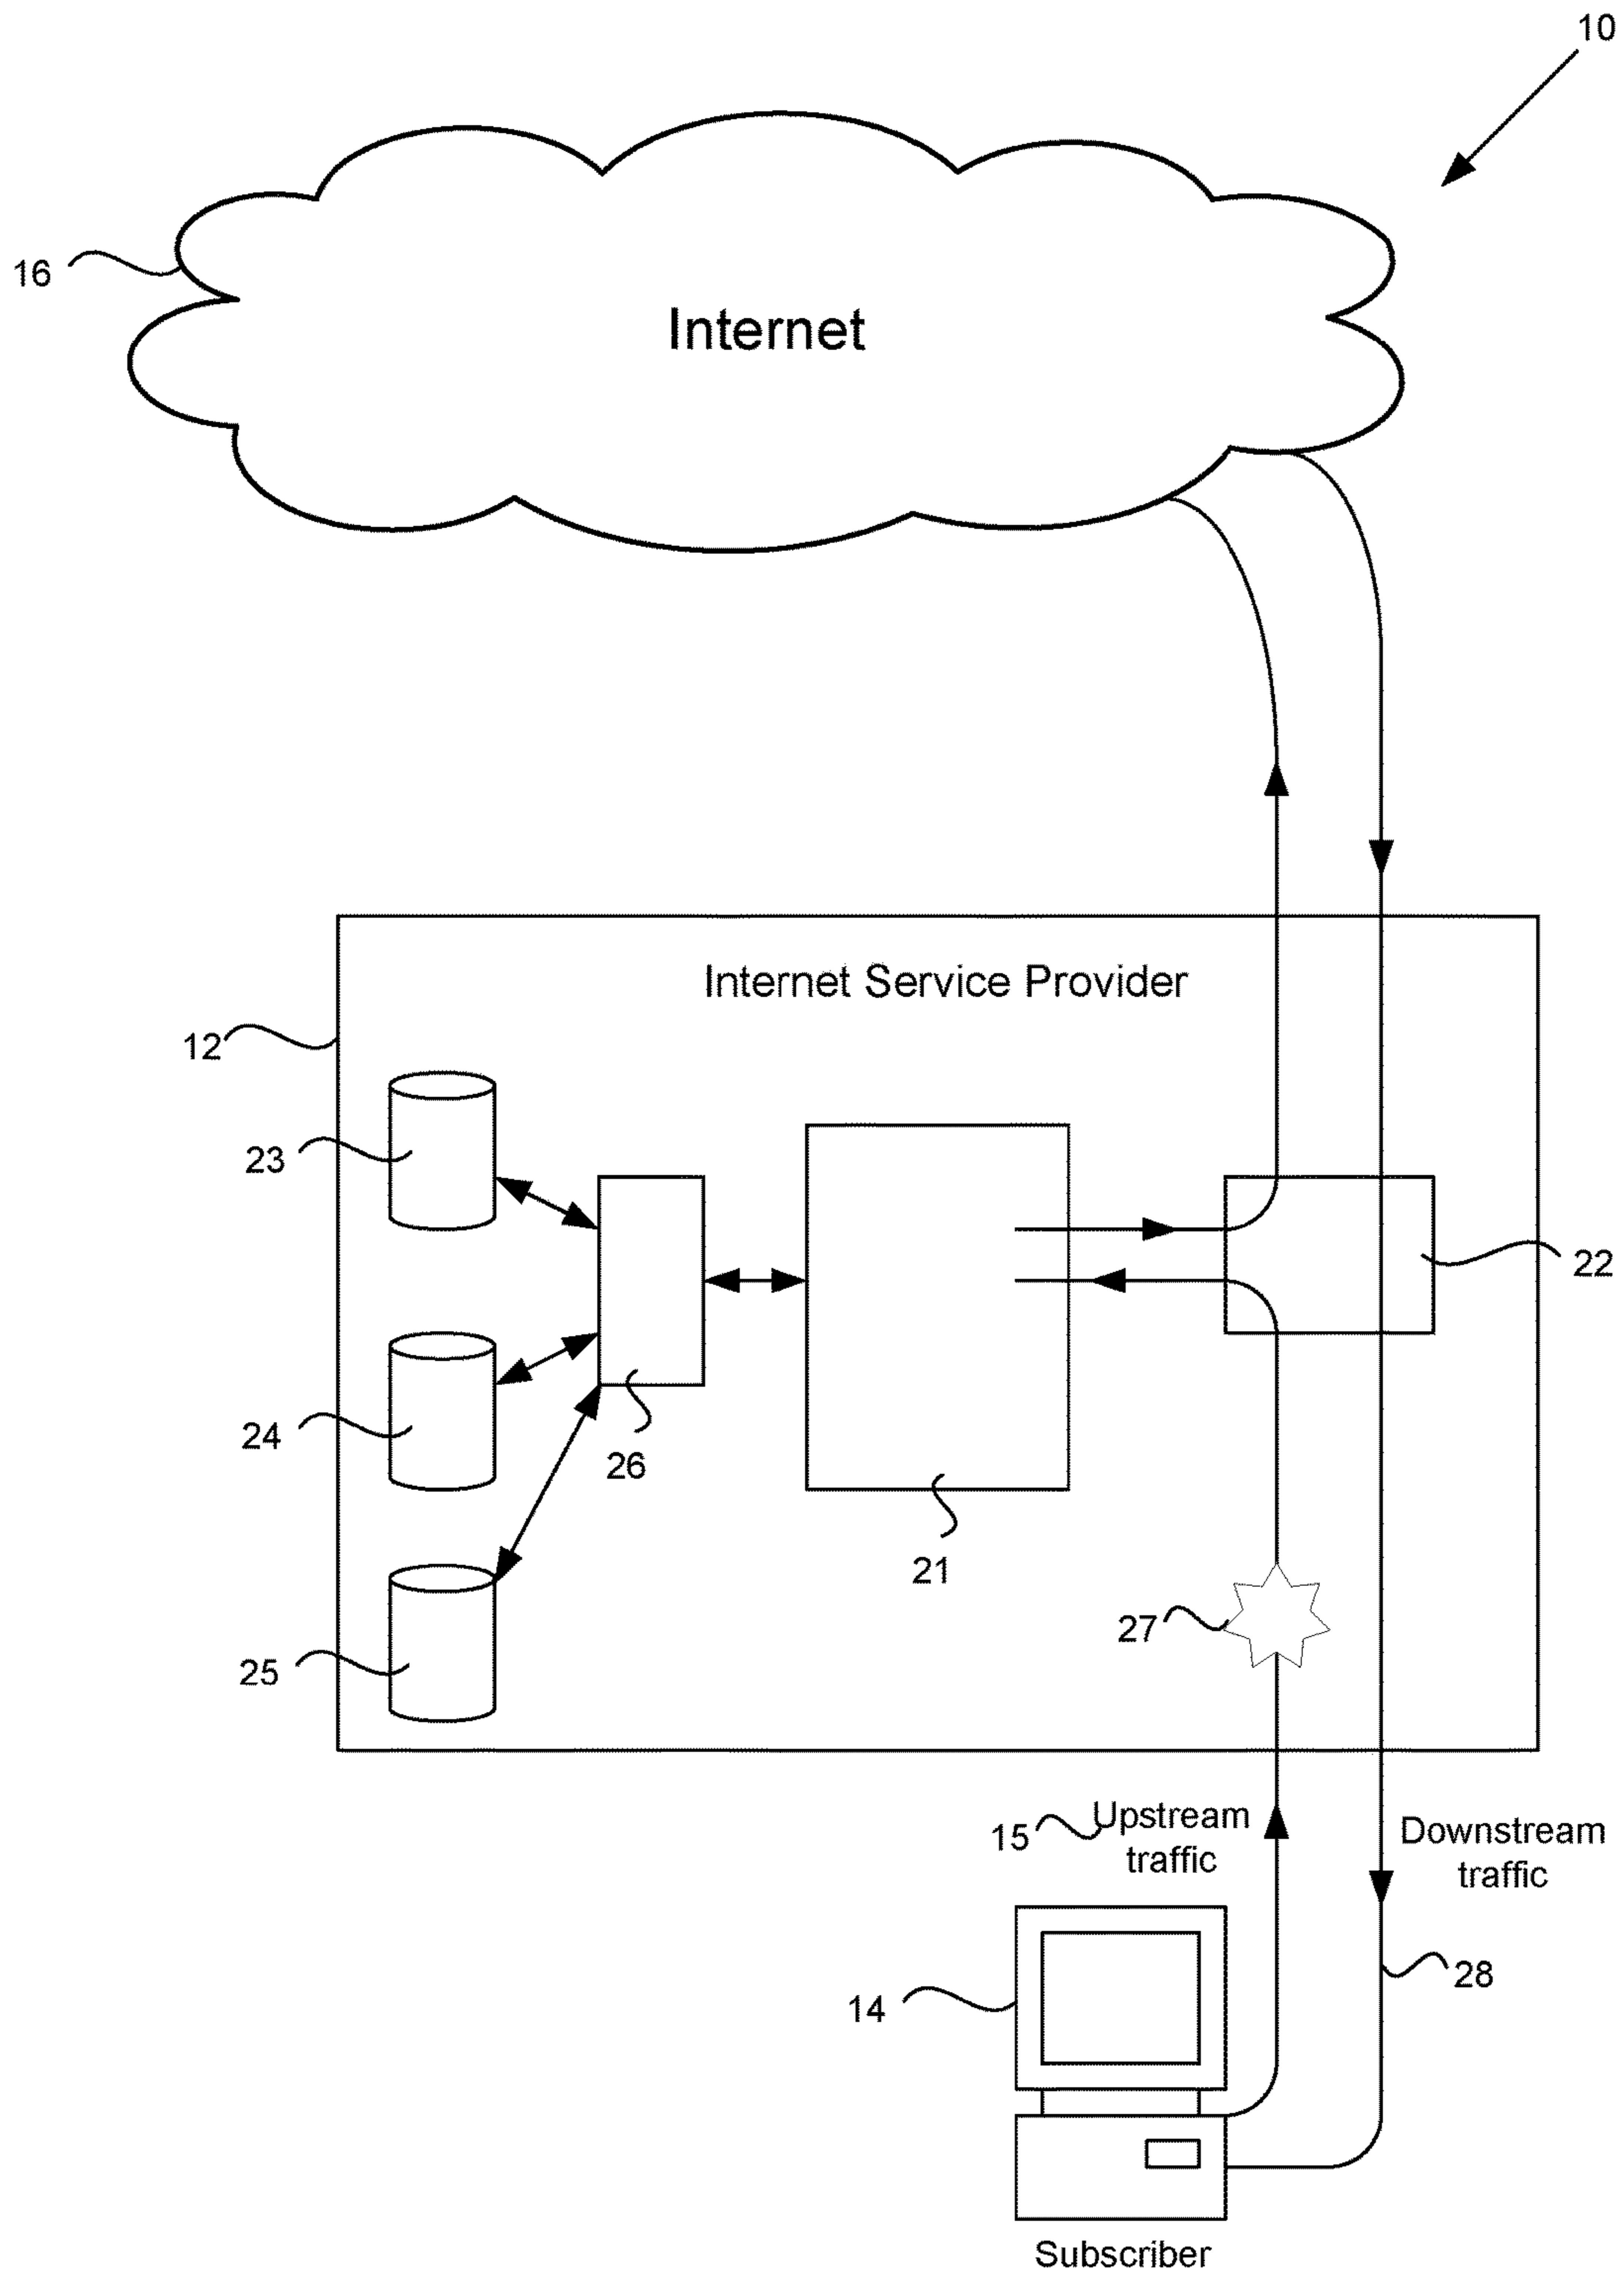 10
16
Internet
Internet Service Provider
12
23
22
24
26
21
27
25
15
Upstream
traffic
Downstream
traffic
28
14
Subscriber